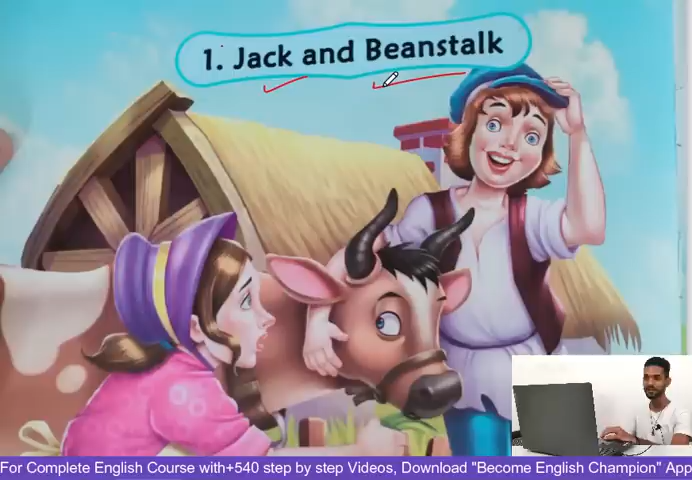 1. Jack and Beanstalk
For Complete English Course with+540 step by step Videos, Download "Become English Champion" App